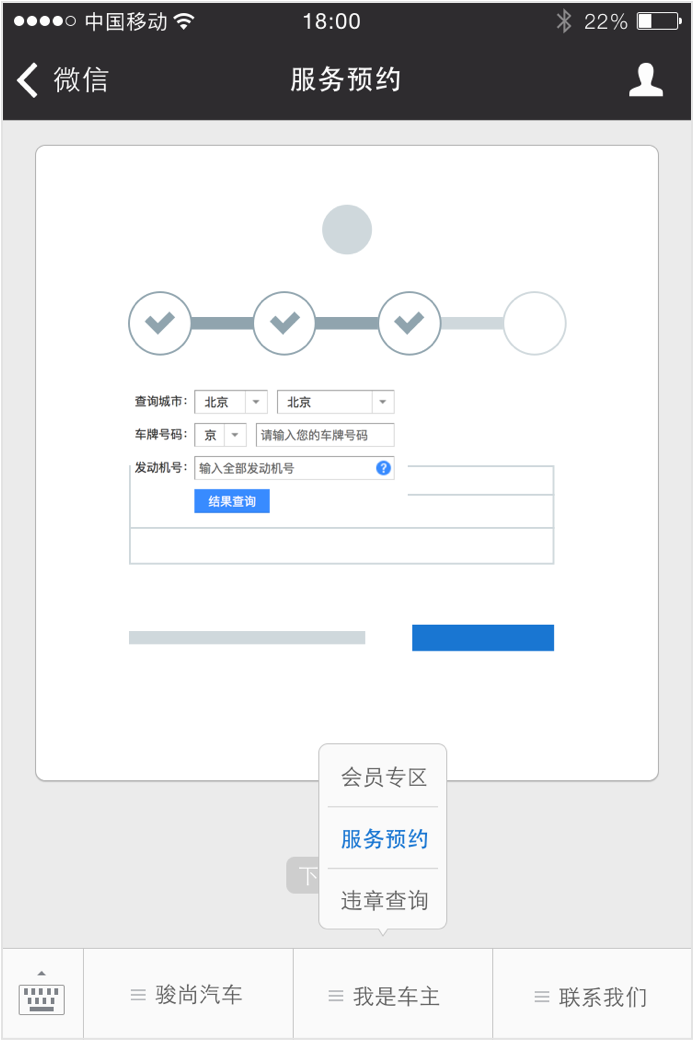 中国移动 18:00 22%
微信 服务预约
查询城市: 北京 北京
车牌号码: 京 请输入您的车牌号码
发动机号: 输入全部发动机号 ?
结果查询
会员专区
服务预约
下
违章查询
骏尚汽车 我是车主 联系我们